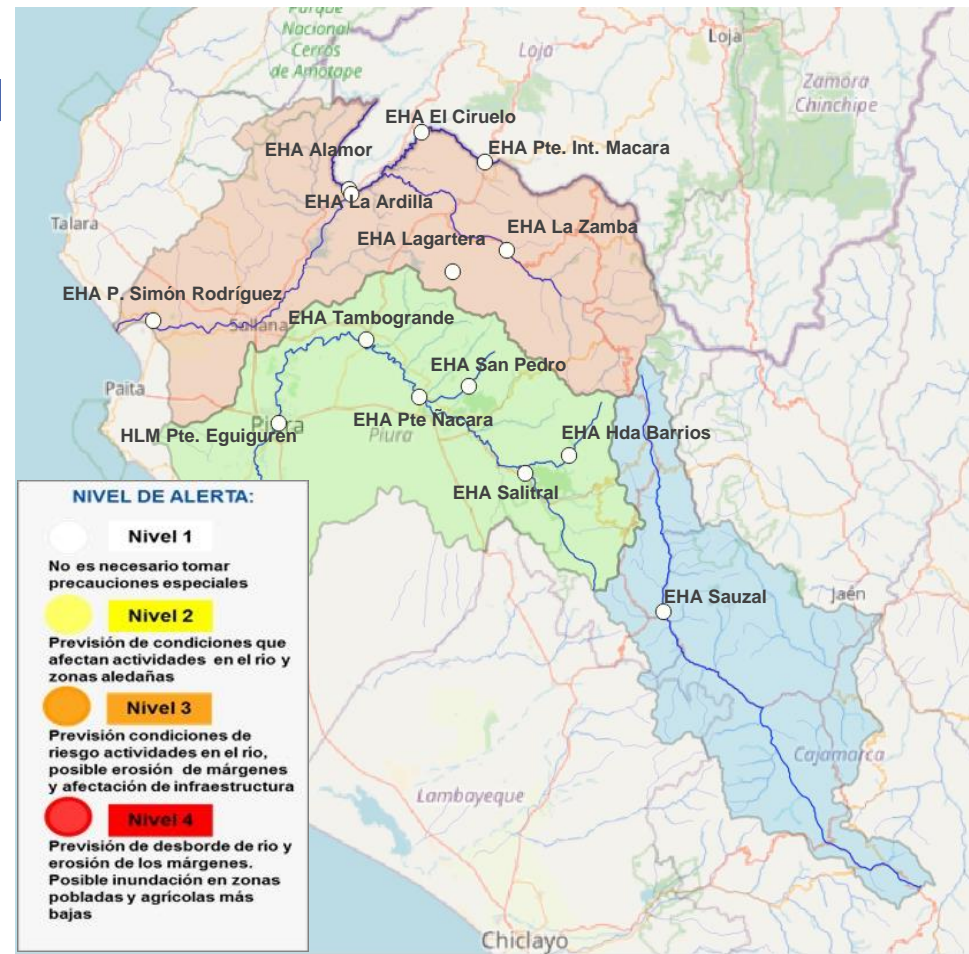 Parque
Nacional
Cerros
de Amotape
Loja
Loja
Zamora
Chinchipe
EHA El Ciruelo
EHA Alamor
EHA Pte. Int. Macara
EHA La Ardilla
Talara
EHA La Zamba
EHA Lagartera
EHA P. Simón Rodríguez
Sullana
EHA Tambogrande
EHA San Pedro
Paita
EHA Pte Ñacara
Piura
Piura
HLM Pte. Eguiguren
EHA Hda Barrios
EHA Salitral
EHA Sauzal
Jaén
Cajamarca
Lambayeque
Chiclayo
NIVEL DE ALERTA:
Nivel 1
No es necesario tomar
precauciones especiales
Nivel 2
Previsión de condiciones que
afectan actividades en el río y
zonas aledañas
Nivel 3
Previsión condiciones de
riesgo actividades en el río,
posible erosión de márgenes
y afectación de infraestructura
Nivel 4
Previsión de desborde de río y
erosión de los márgenes.
Posible inundación en zonas
pobladas y agrícolas más
bajas